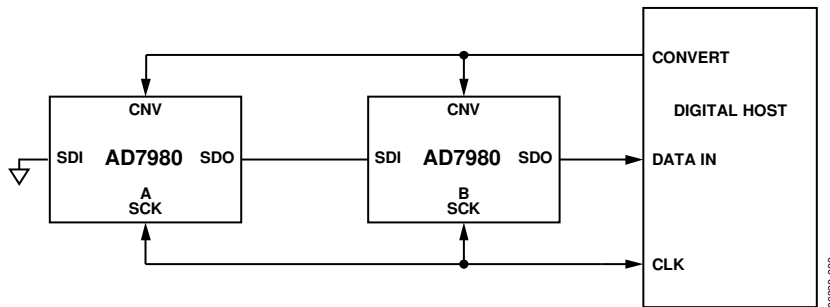 CONVERT
CNV
CNV
DIGITAL HOST
SDI AD7980 SDO
SDI AD7980 SDO
DATA IN
A
SCK
B
SCK
CLK